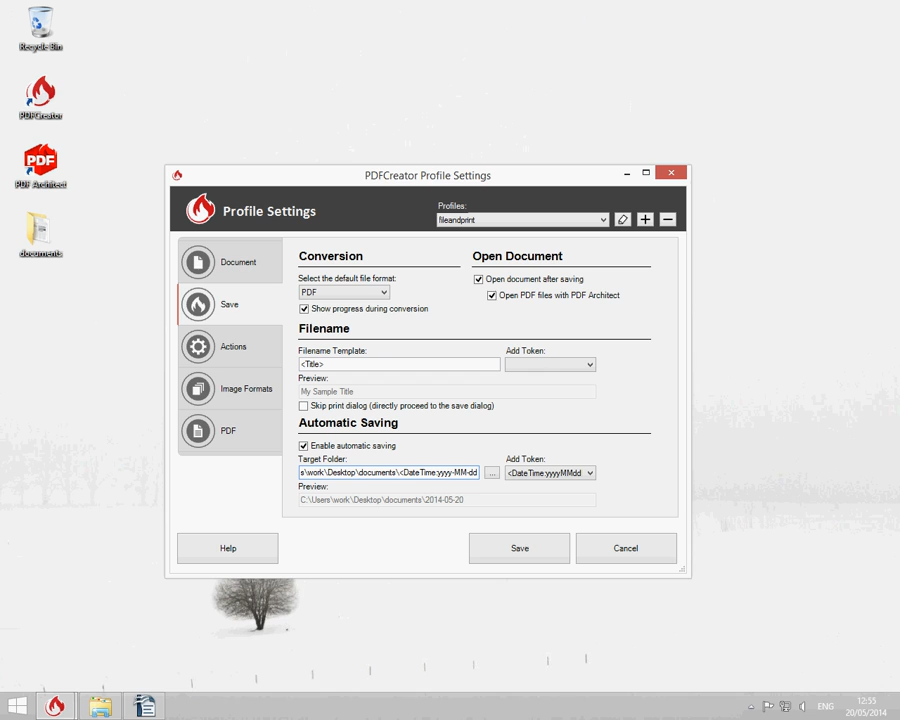 Recycle Bin
PDFCreator
PDF
PDF Architect
documents
PDFCreator Profile Settings
Profile Settings
Profiles:
fileandprint
Document
Save
Actions
Image Formats
PDF
Conversion
Select the default file format:
PDF
Show progress during conversion
Open Document
Open document after saving
Open PDF files with PDF Architect
Filename
Filename Template:
Add Token:
<Title>
Preview:
My Sample Title
Skip print dialog (directly proceed to the save dialog)
Automatic Saving
Enable automatic saving
Target Folder:
Add Token:
s\work\Desktop\documents\<DateTime:yyyy-MM-dd
...
<DateTime:yyyyMMdd
Preview:
C:\Users\work\Desktop\documents\2014-05-20
Help
Save
Cancel
ENG
12:55
20/05/2014